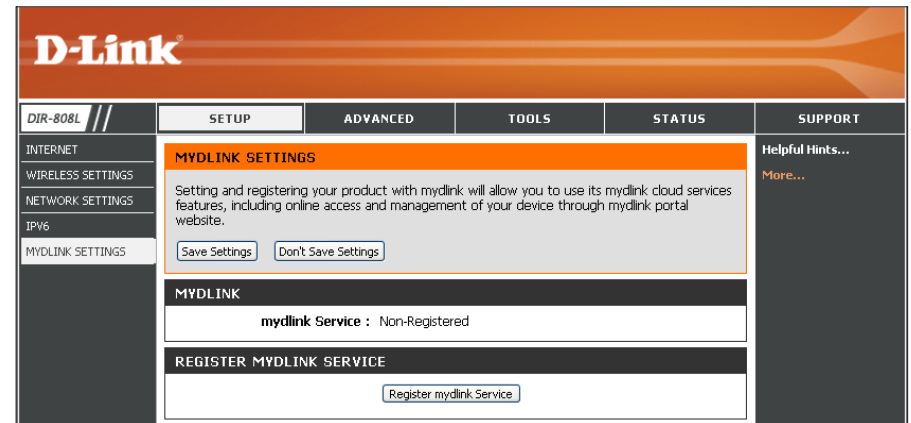 D-Link®
DIR-808L
SETUP
ADVANCED
TOOLS
STATUS
SUPPORT
INTERNET
WIRELESS SETTINGS
NETWORK SETTINGS
IPV6
MYDLINK SETTINGS
MYDLINK SETTINGS
Setting and registering your product with mydlink will allow you to use its mydlink cloud services
features, including online access and management of your device through mydlink portal
website.
Save Settings
Don't Save Settings
MYDLINK
mydlink Service : Non-Registered
REGISTER MYDLINK SERVICE
Register mydlink Service
Helpful Hints...
More...